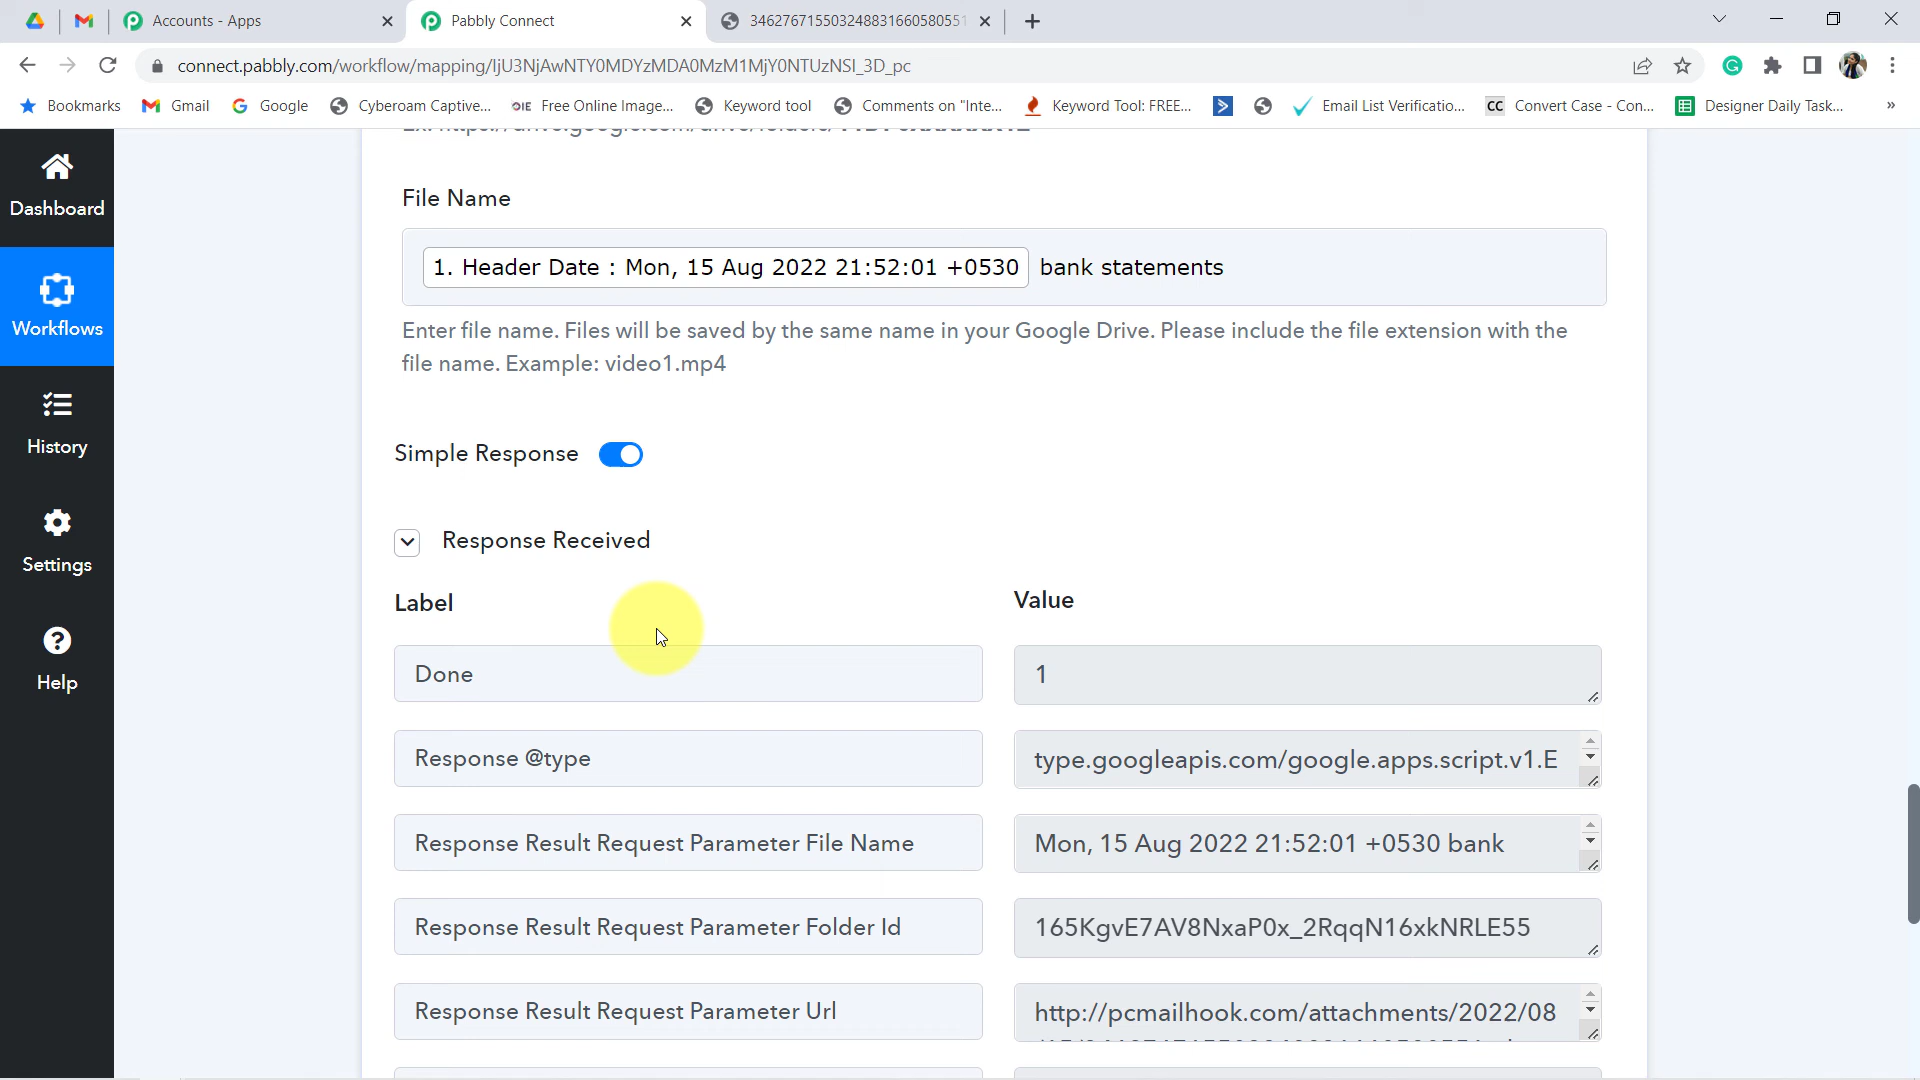 Accounts - Apps
Pabbly Connect
connect.pabbly.com/workflow/mapping/IjU3NjAwNTY0MDYzMDA0MzM1MjY0NTUzNSI_3D_pc
Bookmarks
Gmail
Google
Cyberoam Captive...
Free Online Image...
Keyword tool
Comments on "Inte...
Keyword Tool: FREE...
Email List Verificatio...
CC
Convert Case - Con...
Designer Daily Task...
»
Dashboard
Workflows
History
Settings
Help
File Name
1. Header Date : Mon, 15 Aug 2022 21:52:01 +0530 bank statements
Enter file name. Files will be saved by the same name in your Google Drive. Please include the file extension with the
file name. Example: video1.mp4
Simple Response
Response Received
Label
Value
Done
1
Response @type
type.googleapis.com/google.apps.script.v1.E
Response Result Request Parameter File Name
Mon, 15 Aug 2022 21:52:01 +0530 bank
Response Result Request Parameter Folder Id
165KgvE7AV8NxaP0x_2RqqN16xkNRLE55
Response Result Request Parameter Url
http://pcmailhook.com/attachments/2022/08